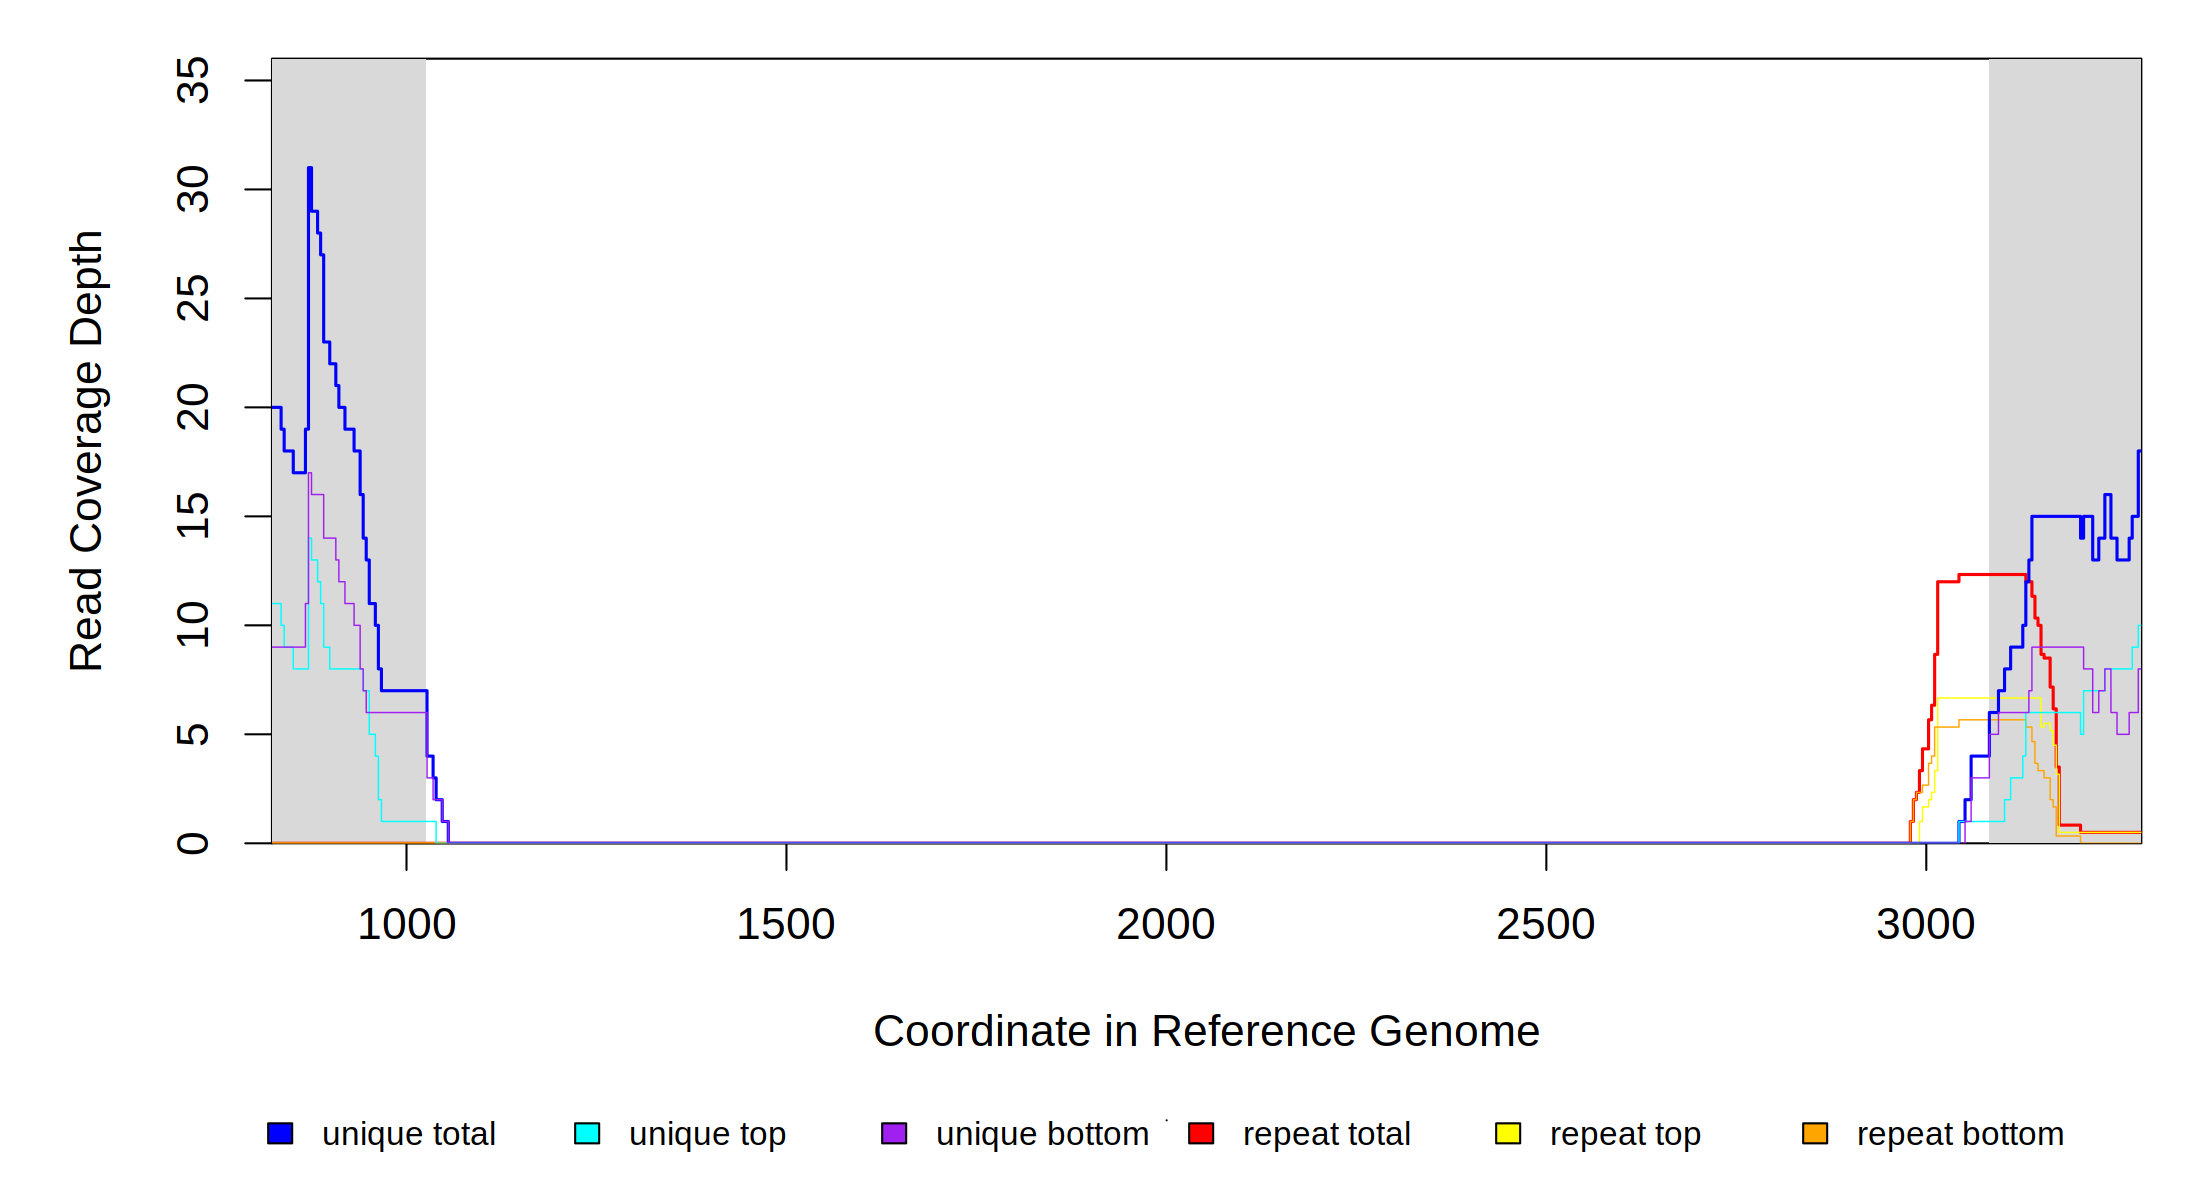 Read Coverage Depth
35
30
25
20
15
10
5
0
1000 1500 2000 2500 3000
Coordinate in Reference Genome
unique total unique top unique bottom repeat total repeat top repeat bottom